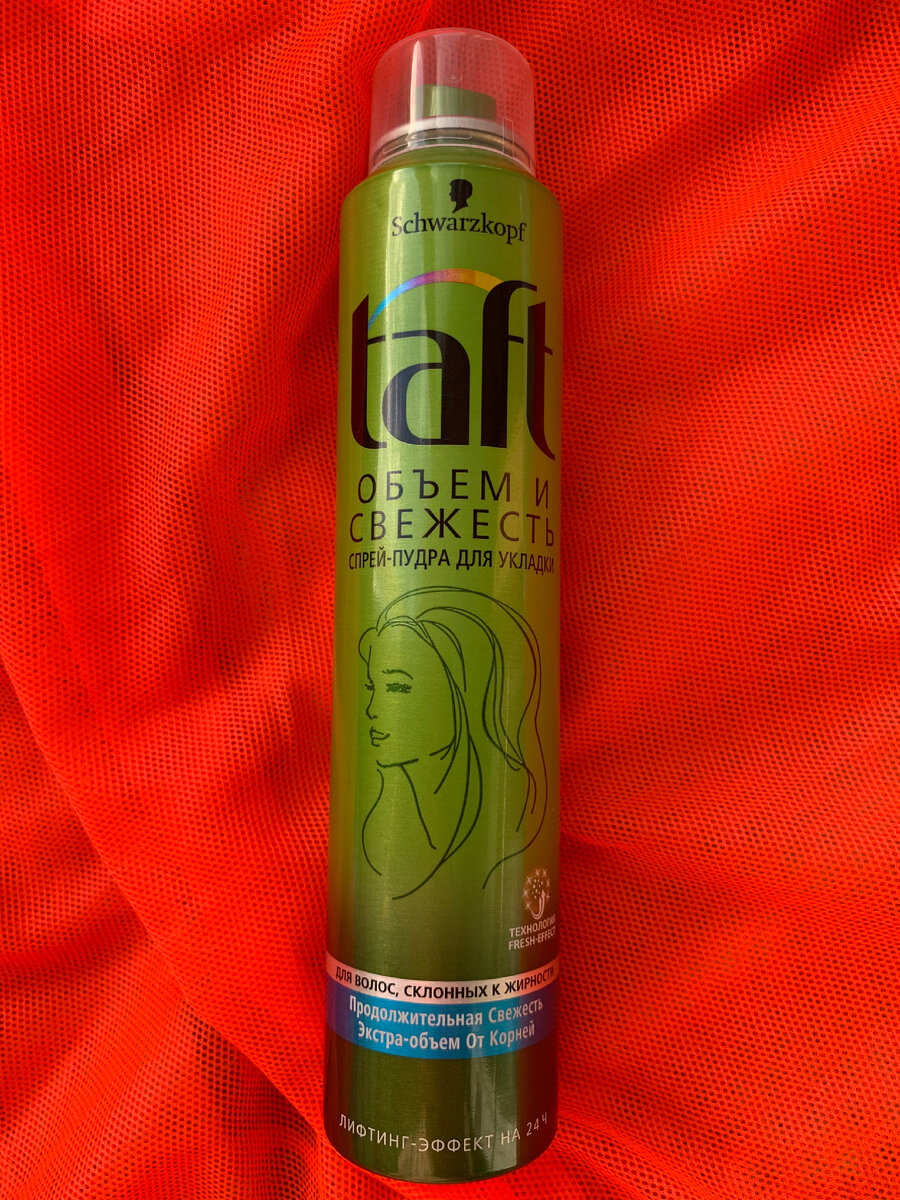 Schwarzkopf
taft
ОБЪЕМ И
СВЕЖЕСТЬ
СПРЕЙ-ПУДРА ДЛЯ УКЛАДКИ
ТЕХНОЛОГИЯ
FRESH-EFFECT
ДЛЯ ВОЛОС, СКЛОННЫХ К ЖИРНОСТИ
Продолжительная Свежесть
Экстра-объем От Корней
ЛИФТИНГ-ЭФФЕКТ НА 24Ч